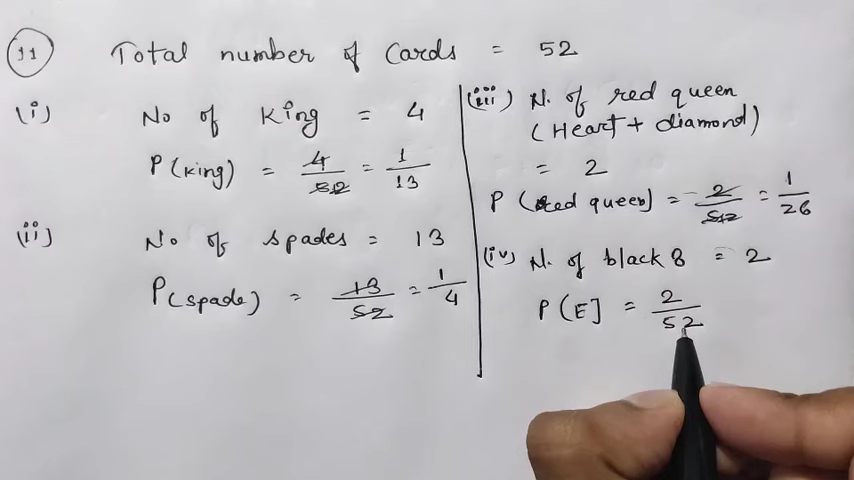 11 Total number of Cards = 52
(i) No of King = 4
P(King) = 4/52 = 1/13
(ii) No of spades = 13
P(spade) = 13/52 = 1/4
(iii) N. of red queen
(Heart + diamond)
= 2
P (Red queen) = 2/52 = 1/26
(iv) N. of black 8 = 2
P(E] = 2/52